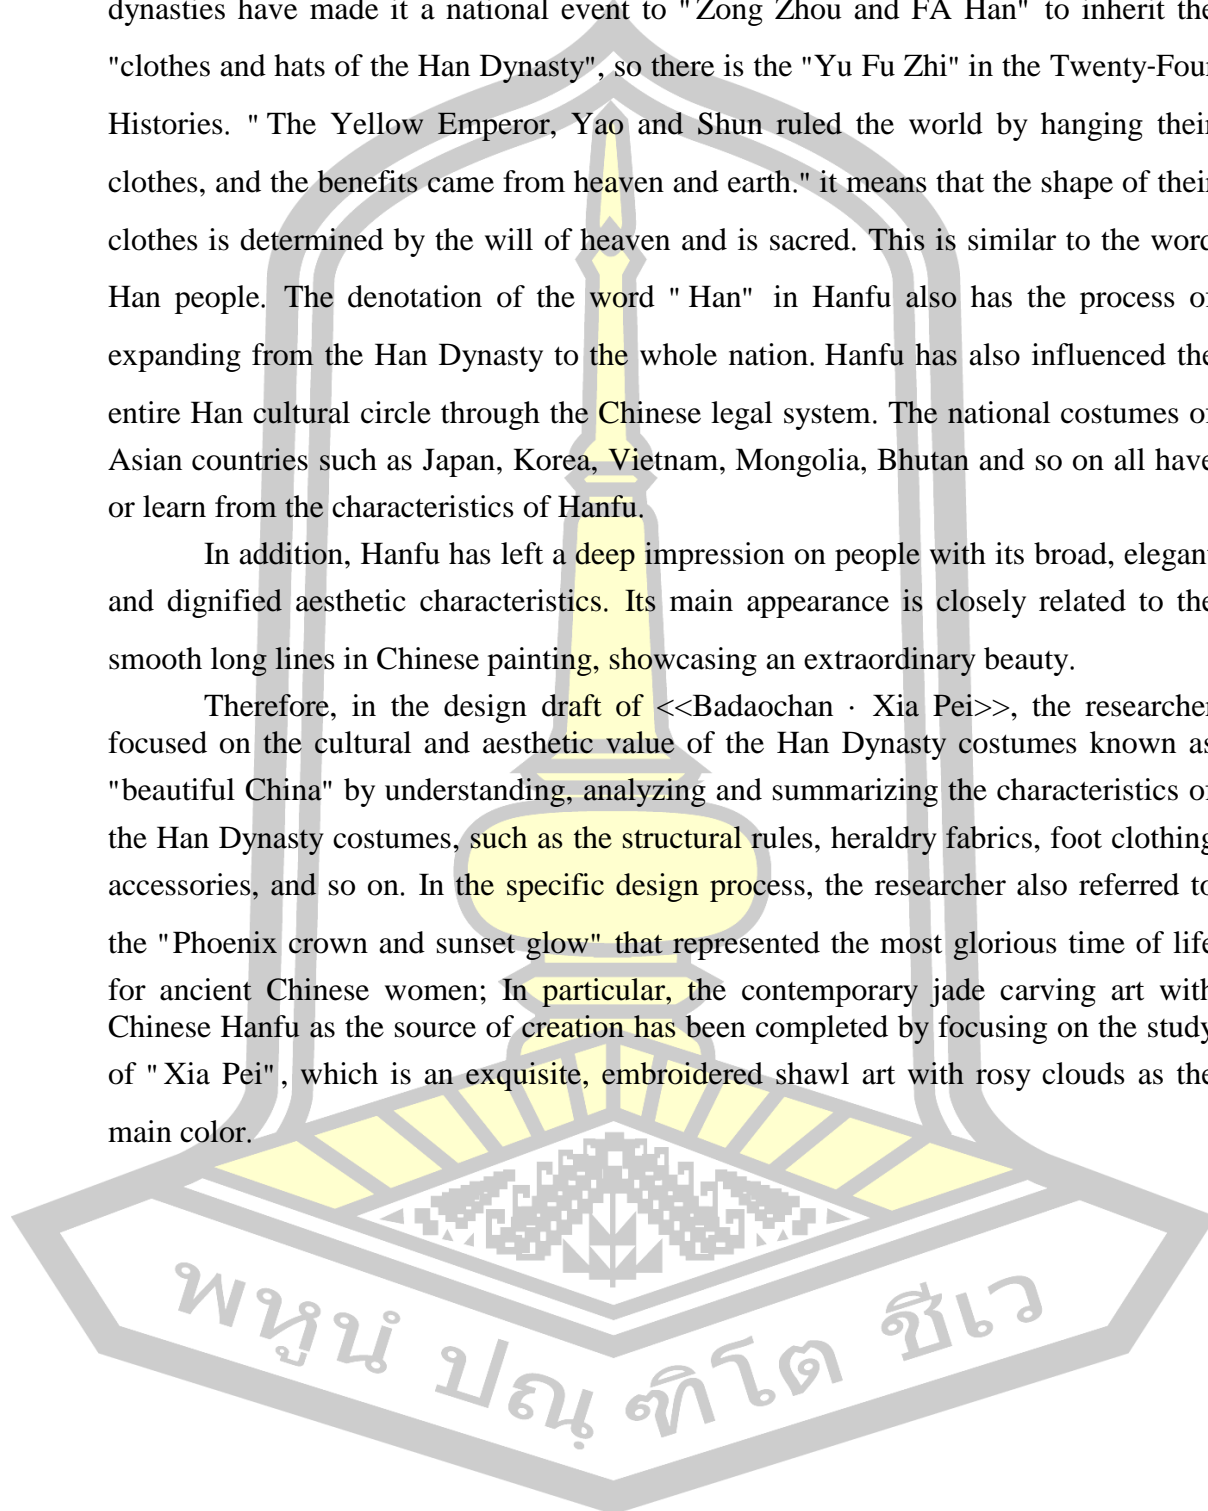 dynasties have made it a national event to "Zong Zhou and FA Han" to inherit the
"clothes and hats of the Han Dynasty", so there is the "Yu Fu Zhi" in the Twenty-Four
Histories. " The Yellow Emperor, Yao and Shun ruled the world by hanging their
clothes, and the benefits came from heaven and earth." it means that the shape of their
clothes is determined by the will of heaven and is sacred. This is similar to the word
Han people. The denotation of the word " Han" in Hanfu also has the process of
expanding from the Han Dynasty to the whole nation. Hanfu has also influenced the
entire Han cultural circle through the Chinese legal system. The national costumes of
Asian countries such as Japan, Korea, Vietnam, Mongolia, Bhutan and so on all have
or learn from the characteristics of Hanfu.
In addition, Hanfu has left a deep impression on people with its broad, elegant
and dignified aesthetic characteristics. Its main appearance is closely related to the
smooth long lines in Chinese painting, showcasing an extraordinary beauty.
Therefore, in the design draft of <<Badaochan · Xia Pei>>, the researcher
focused on the cultural and aesthetic value of the Han Dynasty costumes known as
"beautiful China" by understanding, analyzing and summarizing the characteristics of
the Han Dynasty costumes, such as the structural rules, heraldry fabrics, foot clothing
accessories, and so on. In the specific design process, the researcher also referred to
the "Phoenix crown and sunset glow" that represented the most glorious time of life
for ancient Chinese women; In particular, the contemporary jade carving art with
Chinese Hanfu as the source of creation has been completed by focusing on the study
of " Xia Pei", which is an exquisite, embroidered shawl art with rosy clouds as the
main color.
พหูนํ ปณฺฑิโต ชีเว